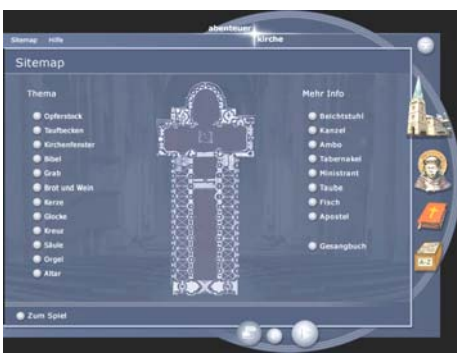 abenteuer
kirche
Sitemap Hilfe
Sitemap
Thema
Opferstock
Taufbecken
Kirchenfenster
Bibel
Grab
Brot und Wein
Kerze
Glocke
Kreuz
Säule
Orgel
Altar
Mehr Info
Beichtstuhl
Kanzel
Ambo
Tabernakel
Ministrant
Taube
Fisch
Apostel
Gesangbuch
A-Z
Zum Spiel